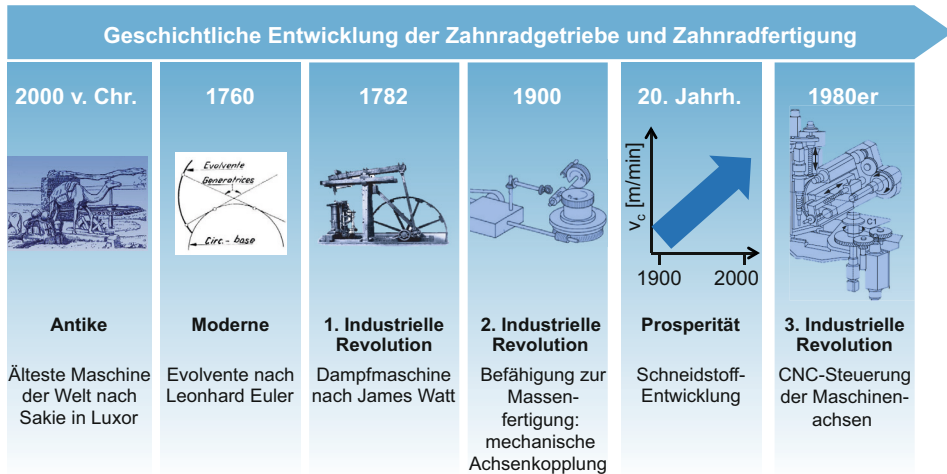 Geschichtliche Entwicklung der Zahnradgetriebe und Zahnradfertigung
2000 v. Chr.
Antike
Älteste Maschine
der Welt nach
Sakie in Luxor
1760
Evolvente
Generatrices
Circ.-base
Moderne
Evolvente nach
Leonhard Euler
1782
1. Industrielle
Revolution
Dampfmaschine
nach James Watt
1900
2. Industrielle
Revolution
Befähigung zur
Massen-
fertigung:
mechanische
Achsenkopplung
20. Jahrh.
v_c [m/min]
1900 2000
Prosperität
Schneidstoff-
Entwicklung
1980er
C1
3. Industrielle
Revolution
CNC-Steuerung
der Maschinen-
achsen